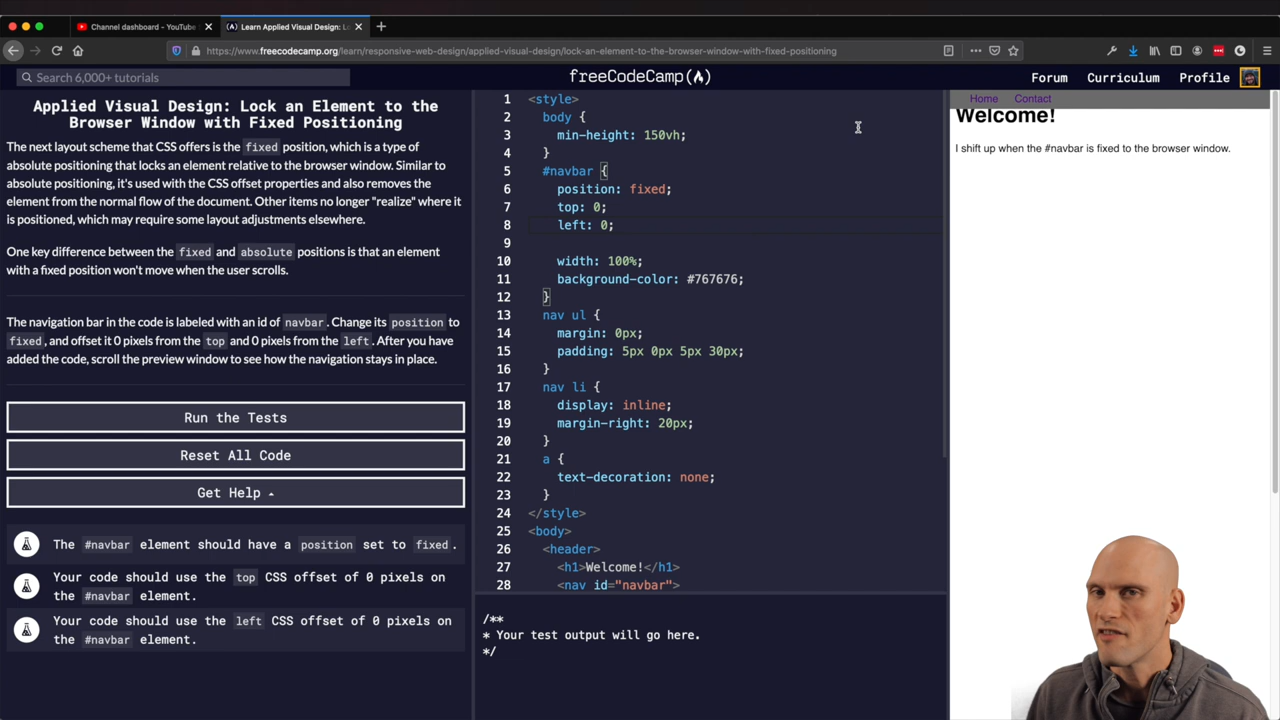 Channel dashboard - YouTube
Learn Applied Visual Design: Lo
https://www.freecodecamp.org/learn/responsive-web-design/applied-visual-design/lock-an-element-to-the-browser-window-with-fixed-positioning
Search 6,000+ tutorials
freeCodeCamp
Forum
Curriculum
Profile
Applied Visual Design: Lock an Element to the
Browser Window with Fixed Positioning
The next layout scheme that CSS offers is the fixed position, which is a type of
absolute positioning that locks an element relative to the browser window. Similar to
absolute positioning, it's used with the CSS offset properties and also removes the
element from the normal flow of the document. Other items no longer "realize" where it
is positioned, which may require some layout adjustments elsewhere.
One key difference between the fixed and absolute positions is that an element
with a fixed position won't move when the user scrolls.
The navigation bar in the code is labeled with an id of navbar. Change its position to
fixed, and offset it 0 pixels from the top and 0 pixels from the left. After you have
added the code, scroll the preview window to see how the navigation stays in place.
Run the Tests
Reset All Code
Get Help
The #navbar element should have a position set to fixed.
Your code should use the top CSS offset of 0 pixels on
the #navbar element.
Your code should use the left CSS offset of 0 pixels on
the #navbar element.
1 <style>
2 body {
3 min-height: 150vh;
4 }
5 #navbar {
6 position: fixed;
7 top: 0;
8 left: 0;
9
10 width: 100%;
11 background-color: #767676;
12 }
13 nav ul {
14 margin: 0px;
15 padding: 5px 0px 5px 30px;
16 }
17 nav li {
18 display: inline;
19 margin-right: 20px;
20 }
21 a {
22 text-decoration: none;
23 }
24 </style>
25 <body>
26 <header>
27 <h1>Welcome!</h1>
28 <nav id="navbar">
/**
* Your test output will go here.
*/
Home Contact
Welcome!
I shift up when the #navbar is fixed to the browser window.